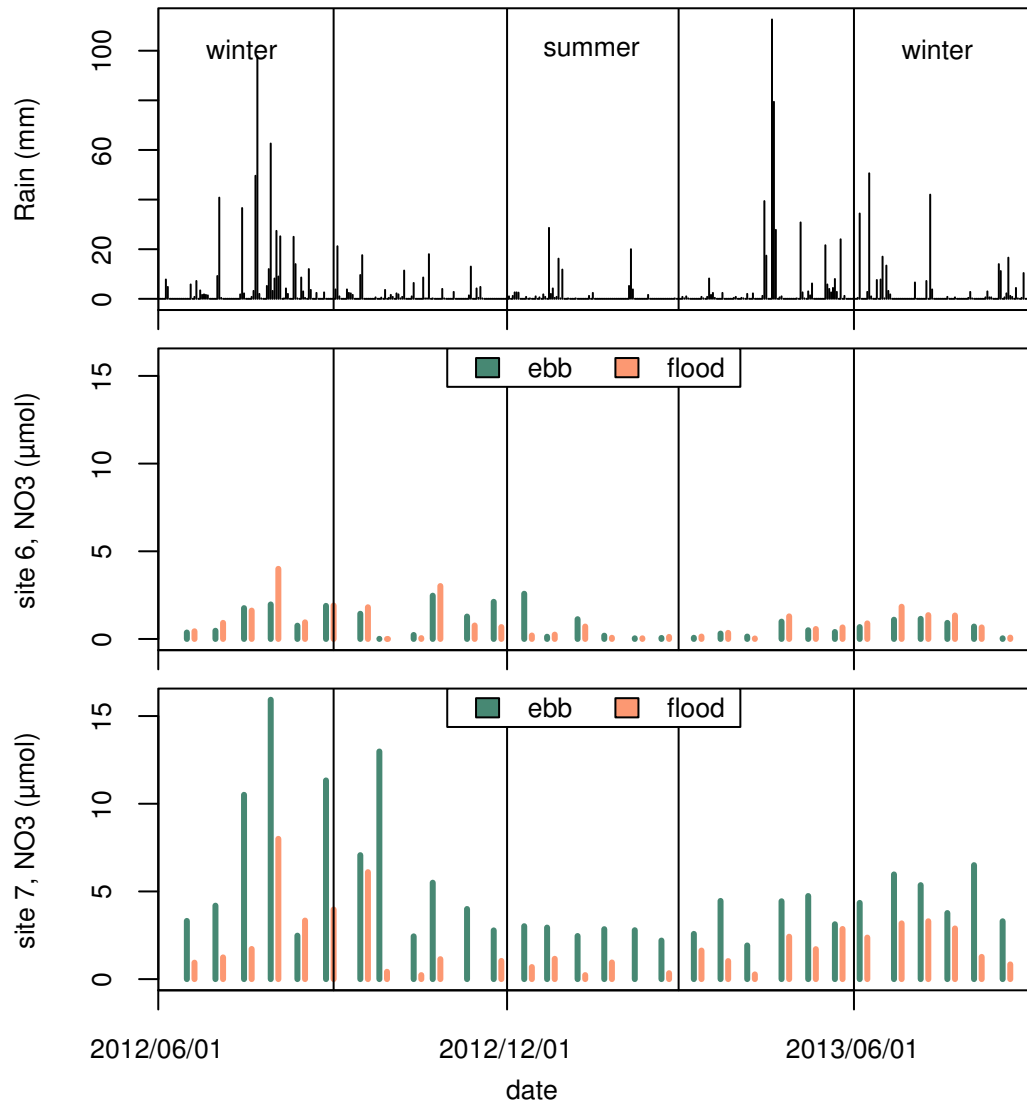 winter
summer
winter
Rain (mm)
100
60
20
0
ebb flood
site 6, NO3 (µmol)
15
10
5
0
ebb flood
site 7, NO3 (µmol)
15
10
5
0
2012/06/01 2012/12/01 2013/06/01
date